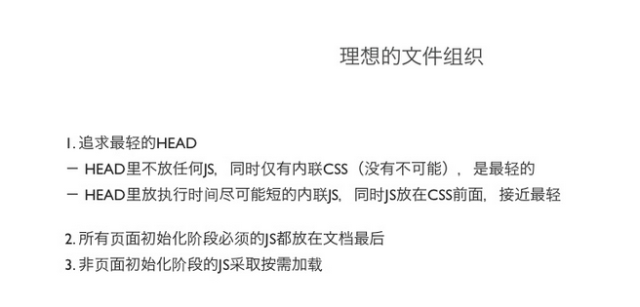 理想的文件组织
1. 追求最轻的HEAD
－ HEAD里不放任何JS，同时仅有内联CSS（没有不可能），是最轻的
－ HEAD里放执行时间尽可能短的内联JS，同时JS放在CSS前面，接近最轻
2. 所有页面初始化阶段必须的JS都放在文档最后
3. 非页面初始化阶段的JS采取按需加载